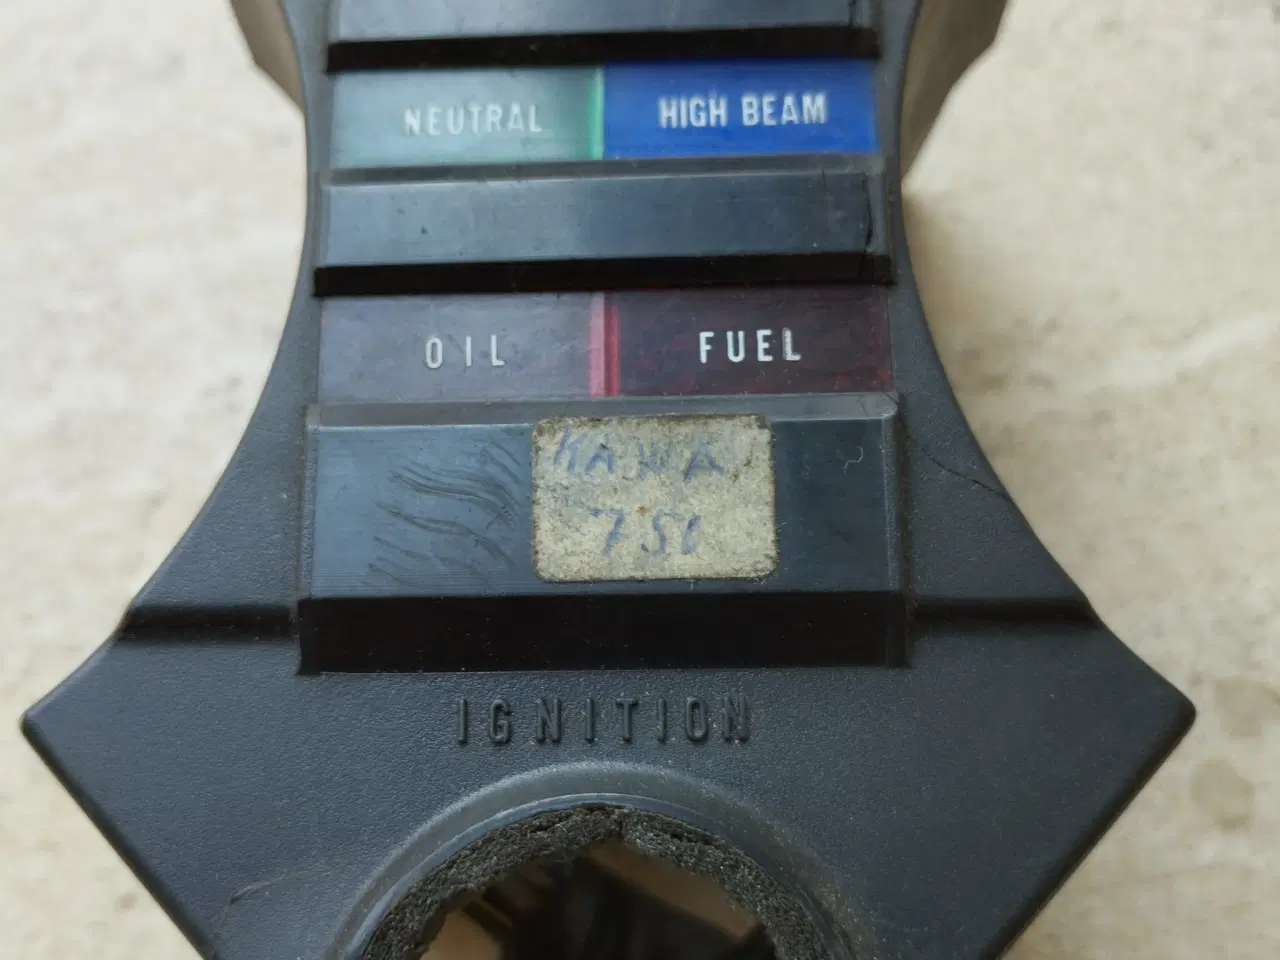 NEUTRAL HIGH BEAM
OIL FUEL
KAWA
750
IGNITION